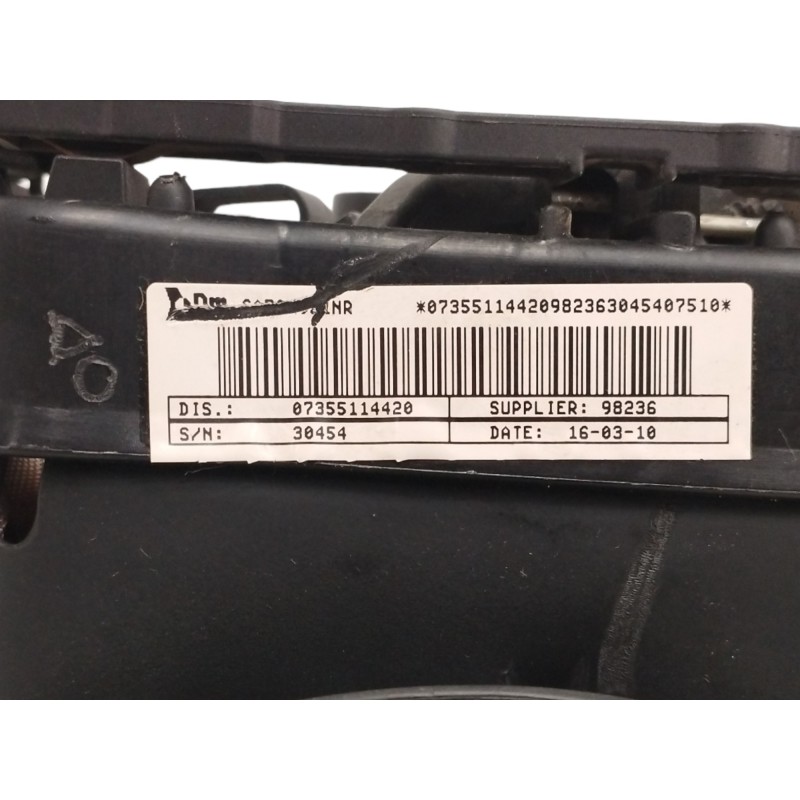 *07355114420982363045407510*
DIS.: 07355114420 SUPPLIER: 98236
S/N: 30454 DATE: 16-03-10